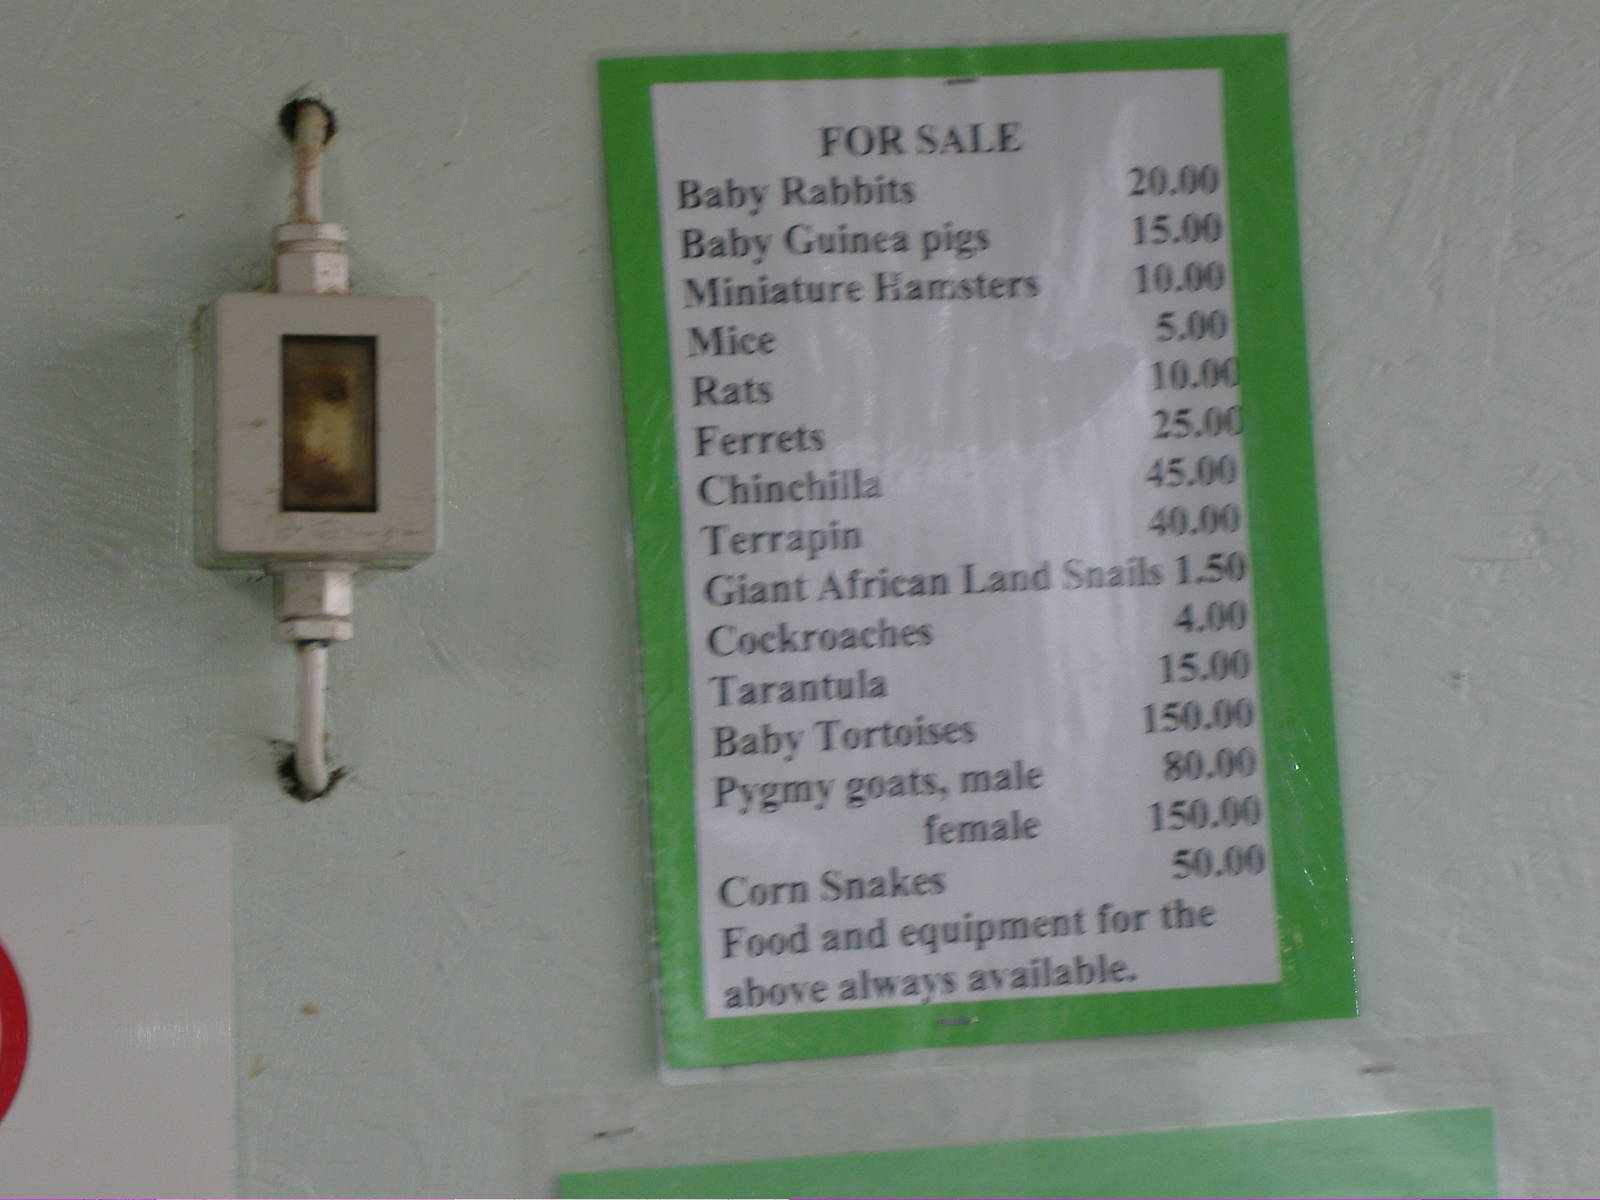 FOR SALE
Baby Rabbits 20.00
Baby Guinea pigs 15.00
Miniature Hamsters 10.00
Mice 5.00
Rats 10.00
Ferrets 25.00
Chinchilla 45.00
Terrapin 40.00
Giant African Land Snails 1.50
Cockroaches 4.00
Tarantula 15.00
Baby Tortoises 150.00
Pygmy goats, male 80.00
female 150.00
Corn Snakes 50.00
Food and equipment for the
above always available.